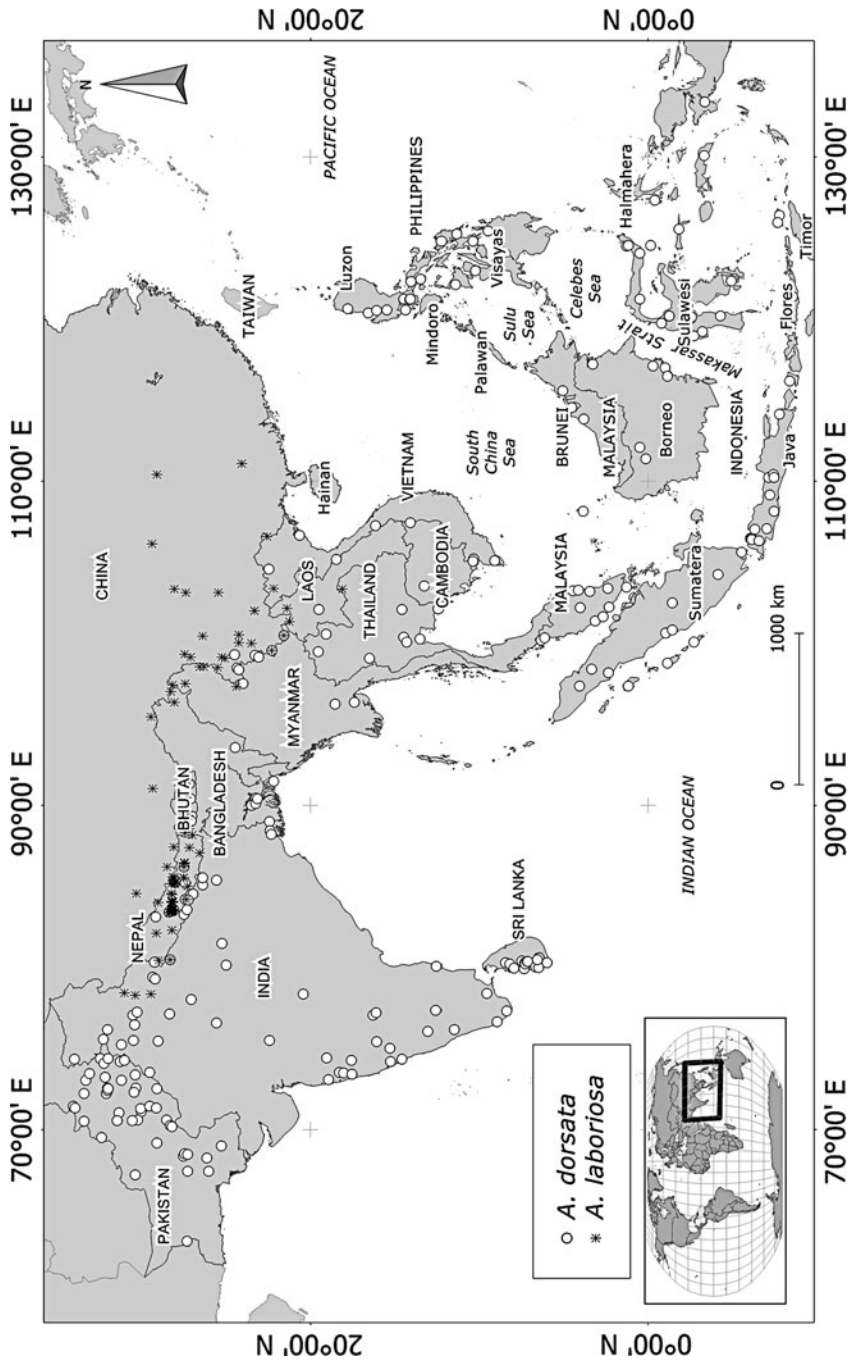 70°00' E
90°00' E
110°00' E
130°00' E
20°00' N
0°00' N
20°00' N
0°00' N
N
CHINA
TAIWAN
PACIFIC OCEAN
PAKISTAN
NEPAL
BHUTAN
BANGLADESH
INDIA
MYANMAR
LAOS
Hainan
THAILAND
VIETNAM
CAMBODIA
Luzon
PHILIPPINES
Mindoro
Visayas
Palawan
South
China
Sea
Sulu
Sea
Celebes
Sea
SRI LANKA
MALAYSIA
BRUNEI
MALAYSIA
Halmahera
Borneo
Sumatera
Sulawesi
Makassar Strait
INDONESIA
Java
Flores
Timor
INDIAN OCEAN
A. dorsata
A. laboriosa
0 1000 km
70°00' E
90°00' E
110°00' E
130°00' E